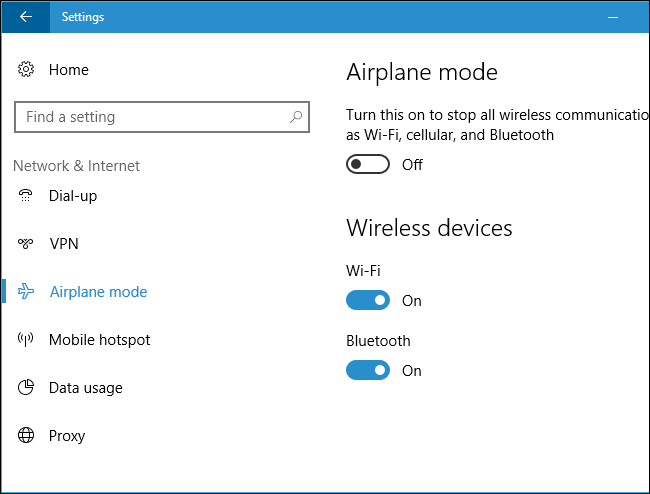 Settings
Home
Find a setting
Network & Internet
Dial-up
VPN
Airplane mode
Mobile hotspot
Data usage
Proxy
Airplane mode
Turn this on to stop all wireless communicatio
as Wi-Fi, cellular, and Bluetooth
Off
Wireless devices
Wi-Fi
On
Bluetooth
On